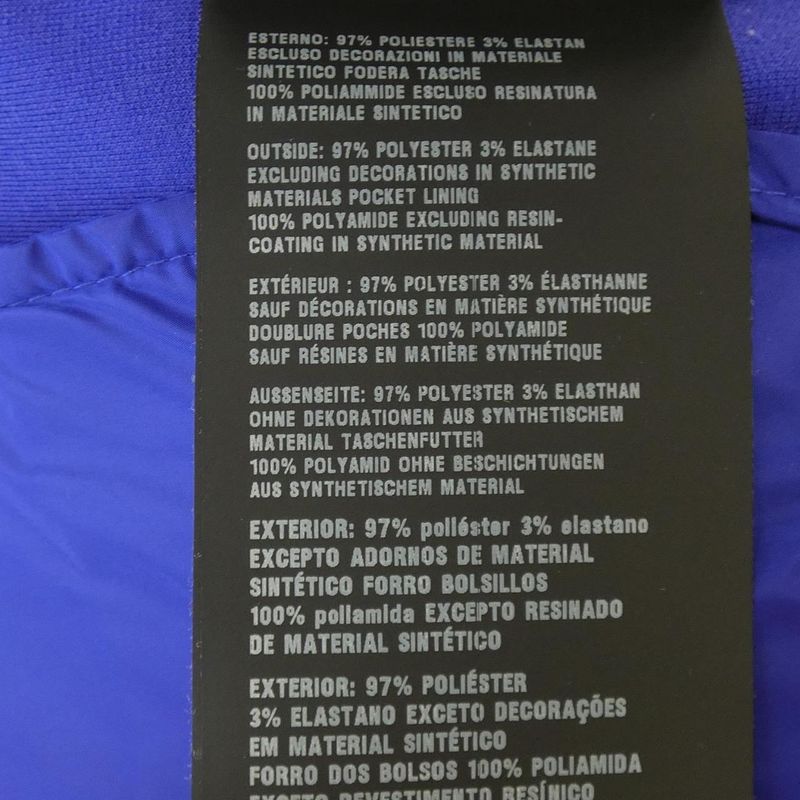 ESTERNO: 97% POLIESTERE 3% ELASTAN
ESCLUSO DECORAZIONI IN MATERIALE
SINTETICO FODERA TASCHE
100% POLIAMMIDE ESCLUSO RESINATURA
IN MATERIALE SINTETICO
OUTSIDE: 97% POLYESTER 3% ELASTANE
EXCLUDING DECORATIONS IN SYNTHETIC
MATERIALS POCKET LINING
100% POLYAMIDE EXCLUDING RESIN-
COATING IN SYNTHETIC MATERIAL
EXTÉRIEUR : 97% POLYESTER 3% ÉLASTHANNE
SAUF DÉCORATIONS EN MATIÈRE SYNTHÉTIQUE
DOUBLURE POCHES 100% POLYAMIDE
SAUF RÉSINES EN MATIÈRE SYNTHÉTIQUE
AUSSENSEITE: 97% POLYESTER 3% ELASTHAN
OHNE DEKORATIONEN AUS SYNTHETISCHEM
MATERIAL TASCHENFUTTER
100% POLYAMID OHNE BESCHICHTUNGEN
AUS SYNTHETISCHEM MATERIAL
EXTERIOR: 97% poliéster 3% elastano
EXCEPTO ADORNOS DE MATERIAL
SINTÉTICO FORRO BOLSILLOS
100% poliamida EXCEPTO RESINADO
DE MATERIAL SINTÉTICO
EXTERIOR: 97% POLIÉSTER
3% ELASTANO EXCETO DECORAÇÕES
EM MATERIAL SINTÉTICO
FORRO DOS BOLSOS 100% POLIAMIDA
EXCETO REVESTIMENTO RESÍNICO